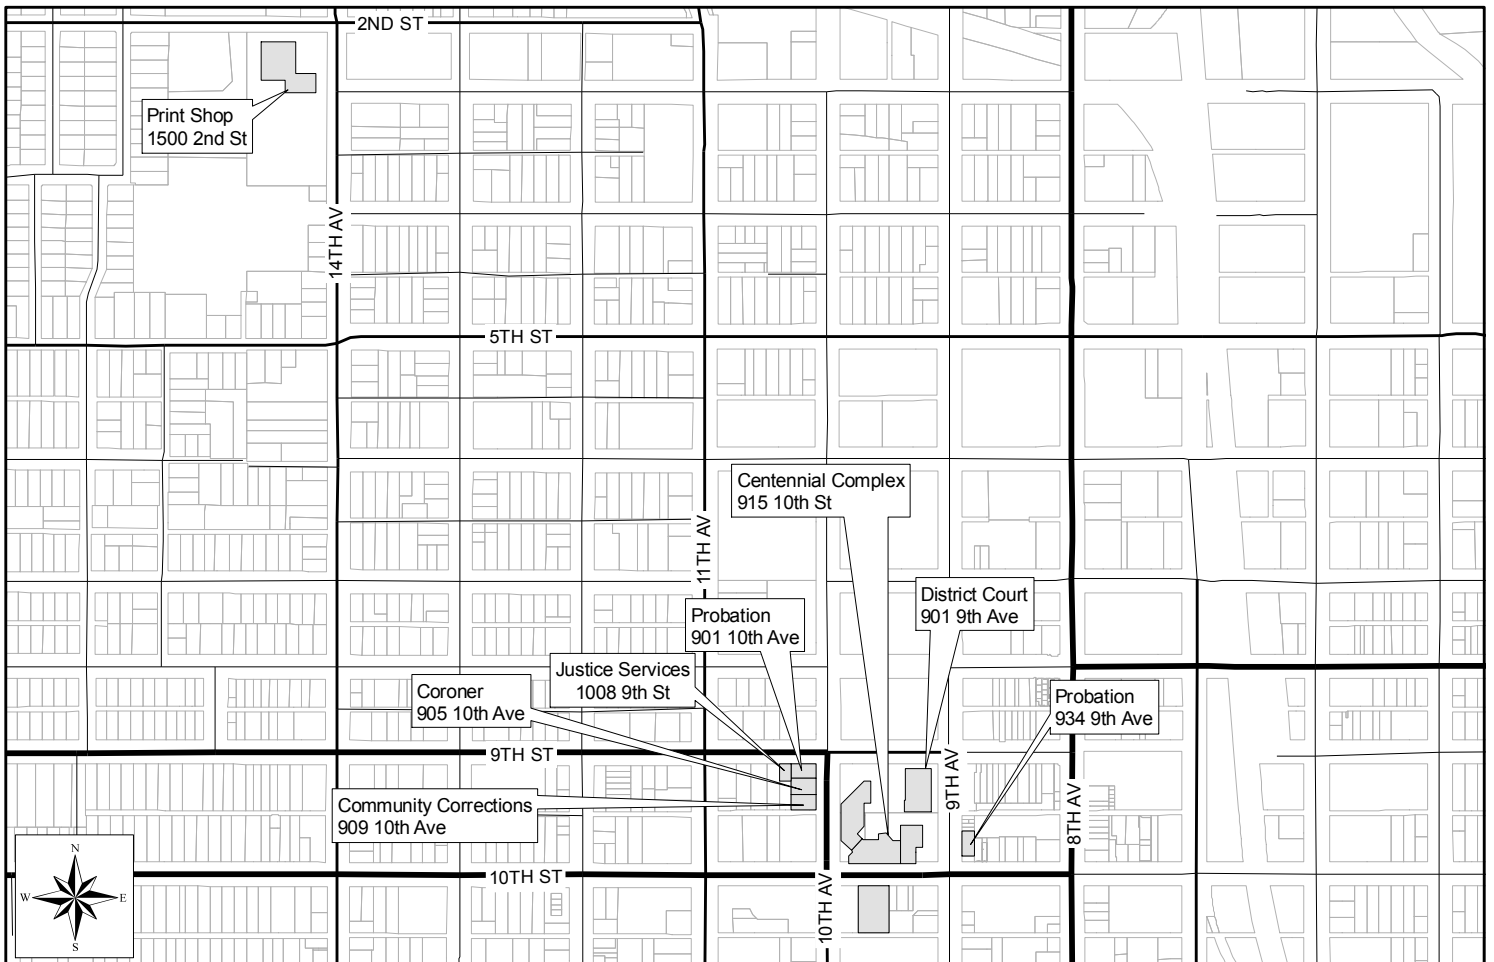 2ND ST
Print Shop
1500 2nd St
14TH AV
5TH ST
Centennial Complex
915 10th St
11TH AV
District Court
901 9th Ave
Probation
901 10th Ave
Justice Services
1008 9th St
Coroner
905 10th Ave
Probation
934 9th Ave
9TH ST
9TH AV
8TH AV
Community Corrections
909 10th Ave
N
W
E
S
10TH ST
10TH AV